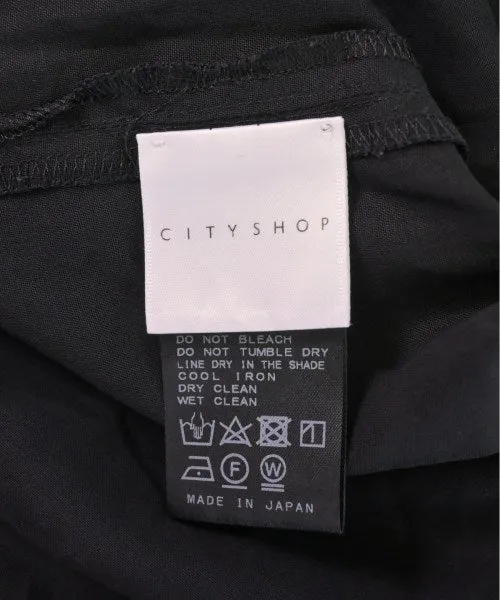 CITYSHOP
DO NOT BLEACH
DO NOT TUMBLE DRY
LINE DRY IN THE SHADE
COOL IRON
DRY CLEAN
WET CLEAN
F W
MADE IN JAPAN